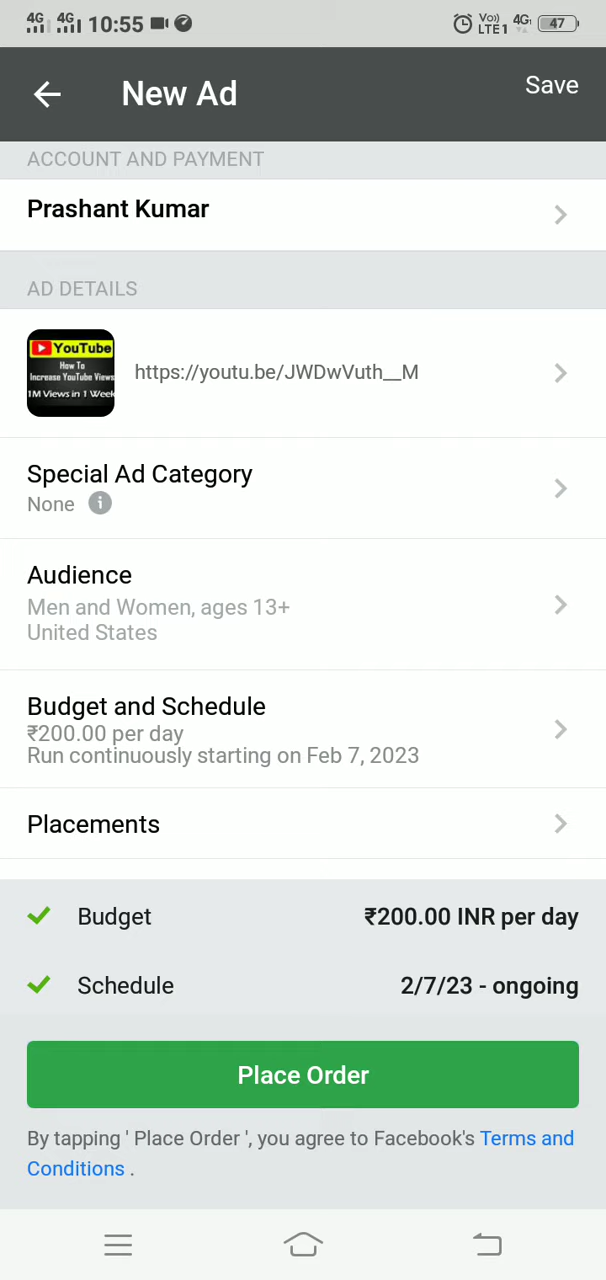 4G 4G 10:55 Vo)) LTE1 4G 47
New Ad
Save
ACCOUNT AND PAYMENT
Prashant Kumar
AD DETAILS
YouTube
How To
Increase YouTube Views
1M Views in 1 Week
https://youtu.be/JWDwVuth__M
Special Ad Category
None
Audience
Men and Women, ages 13+
United States
Budget and Schedule
₹200.00 per day
Run continuously starting on Feb 7, 2023
Placements
Budget ₹200.00 INR per day
Schedule 2/7/23 - ongoing
Place Order
By tapping ' Place Order ', you agree to Facebook's Terms and
Conditions .